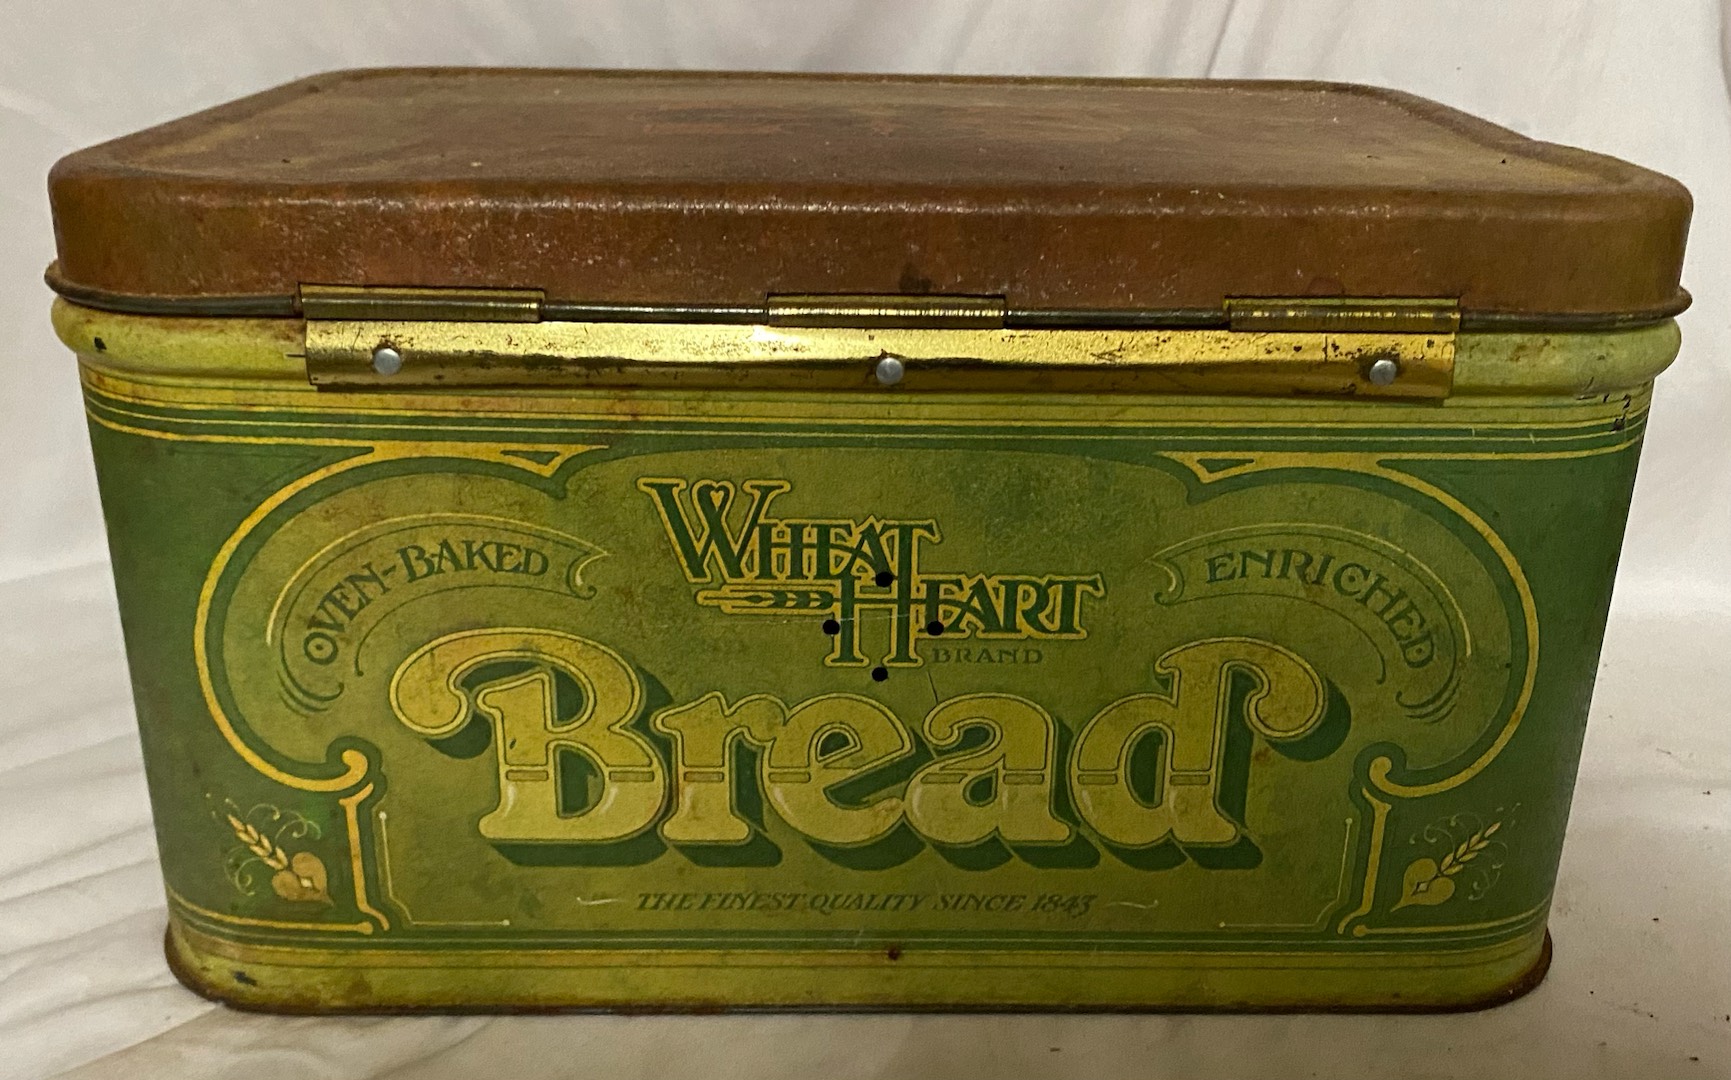 WHEAT
HEART
BRAND
OVEN-BAKED
ENRICHED
Bread
THE FINEST QUALITY SINCE 1843